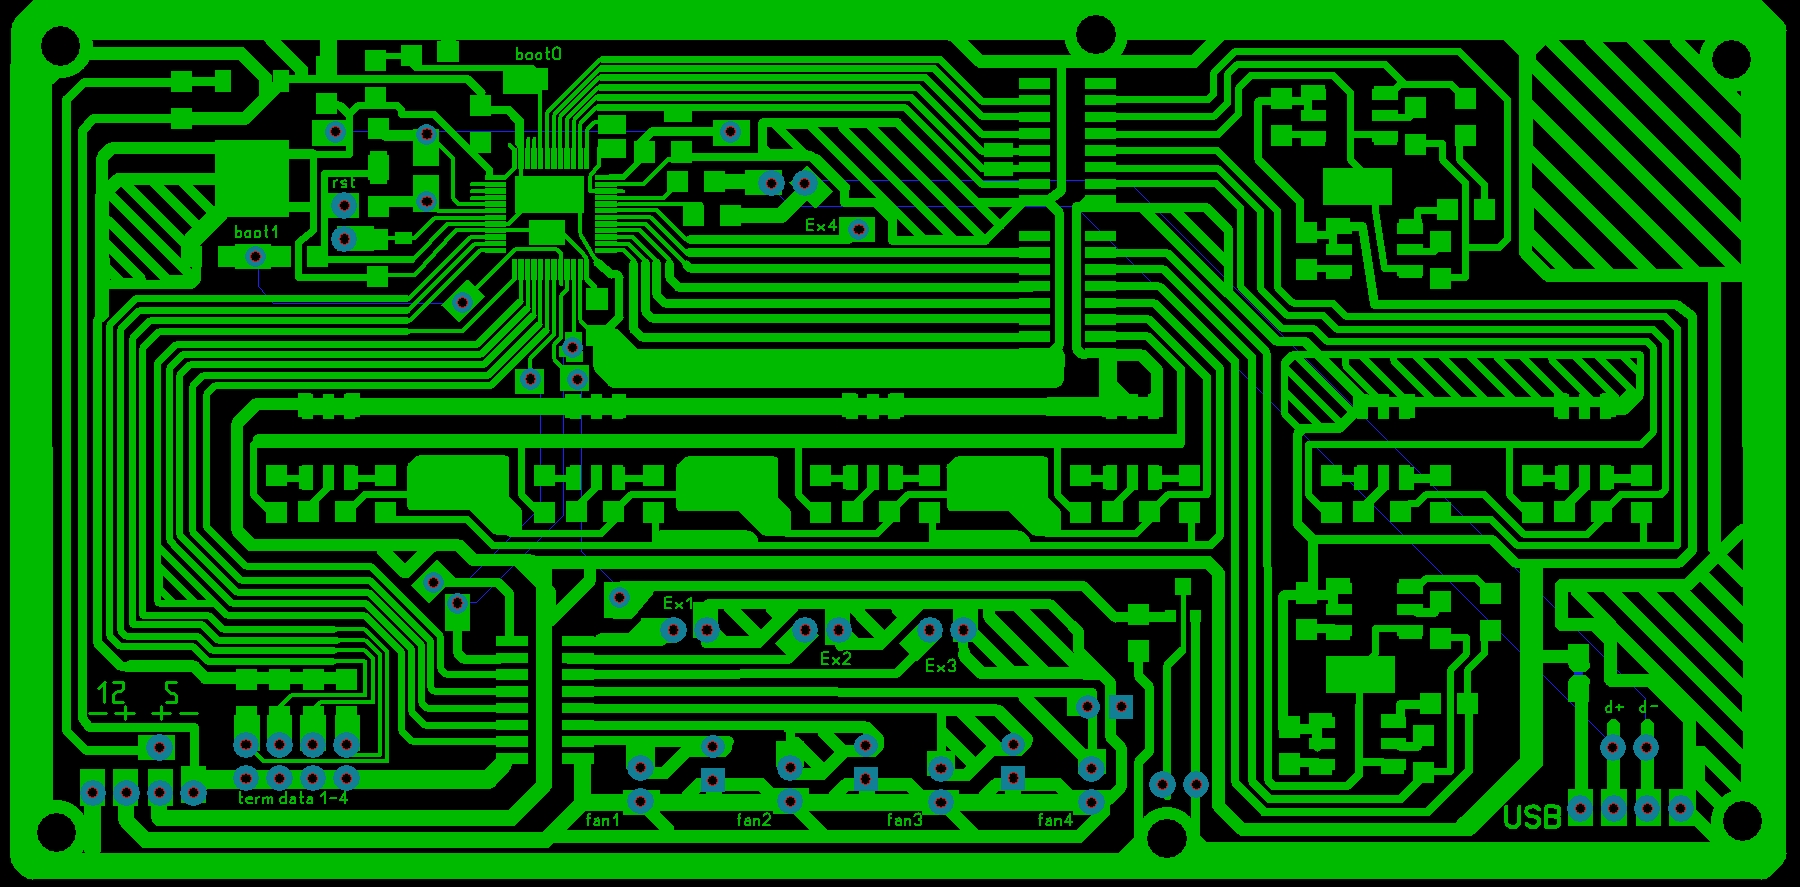 boot0
rst
Ex4
boot1
Ex1
Ex2
Ex3
12 5
- + + -
d+ d-
term data 1-4
USB
fan1 fan2 fan3 fan4